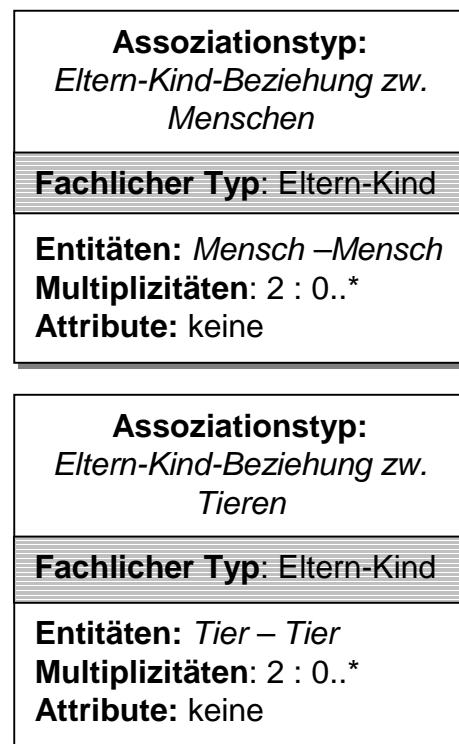 Assoziationstyp:
Eltern-Kind-Beziehung zw.
Menschen
Fachlicher Typ: Eltern-Kind
Entitäten: Mensch –Mensch
Multiplizitäten: 2 : 0..*
Attribute: keine
Assoziationstyp:
Eltern-Kind-Beziehung zw.
Tieren
Fachlicher Typ: Eltern-Kind
Entitäten: Tier – Tier
Multiplizitäten: 2 : 0..*
Attribute: keine